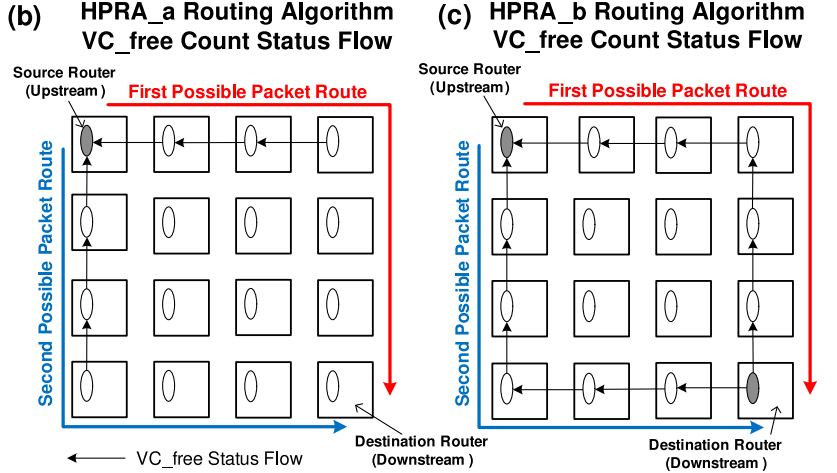 (b)
HPRA_a Routing Algorithm
VC_free Count Status Flow
Source Router
(Upstream)
First Possible Packet Route
Second Possible Packet Route
Destination Router
(Downstream )
VC_free Status Flow
(c)
HPRA_b Routing Algorithm
VC_free Count Status Flow
Source Router
(Upstream)
First Possible Packet Route
Second Possible Packet Route
Destination Router
(Downstream )